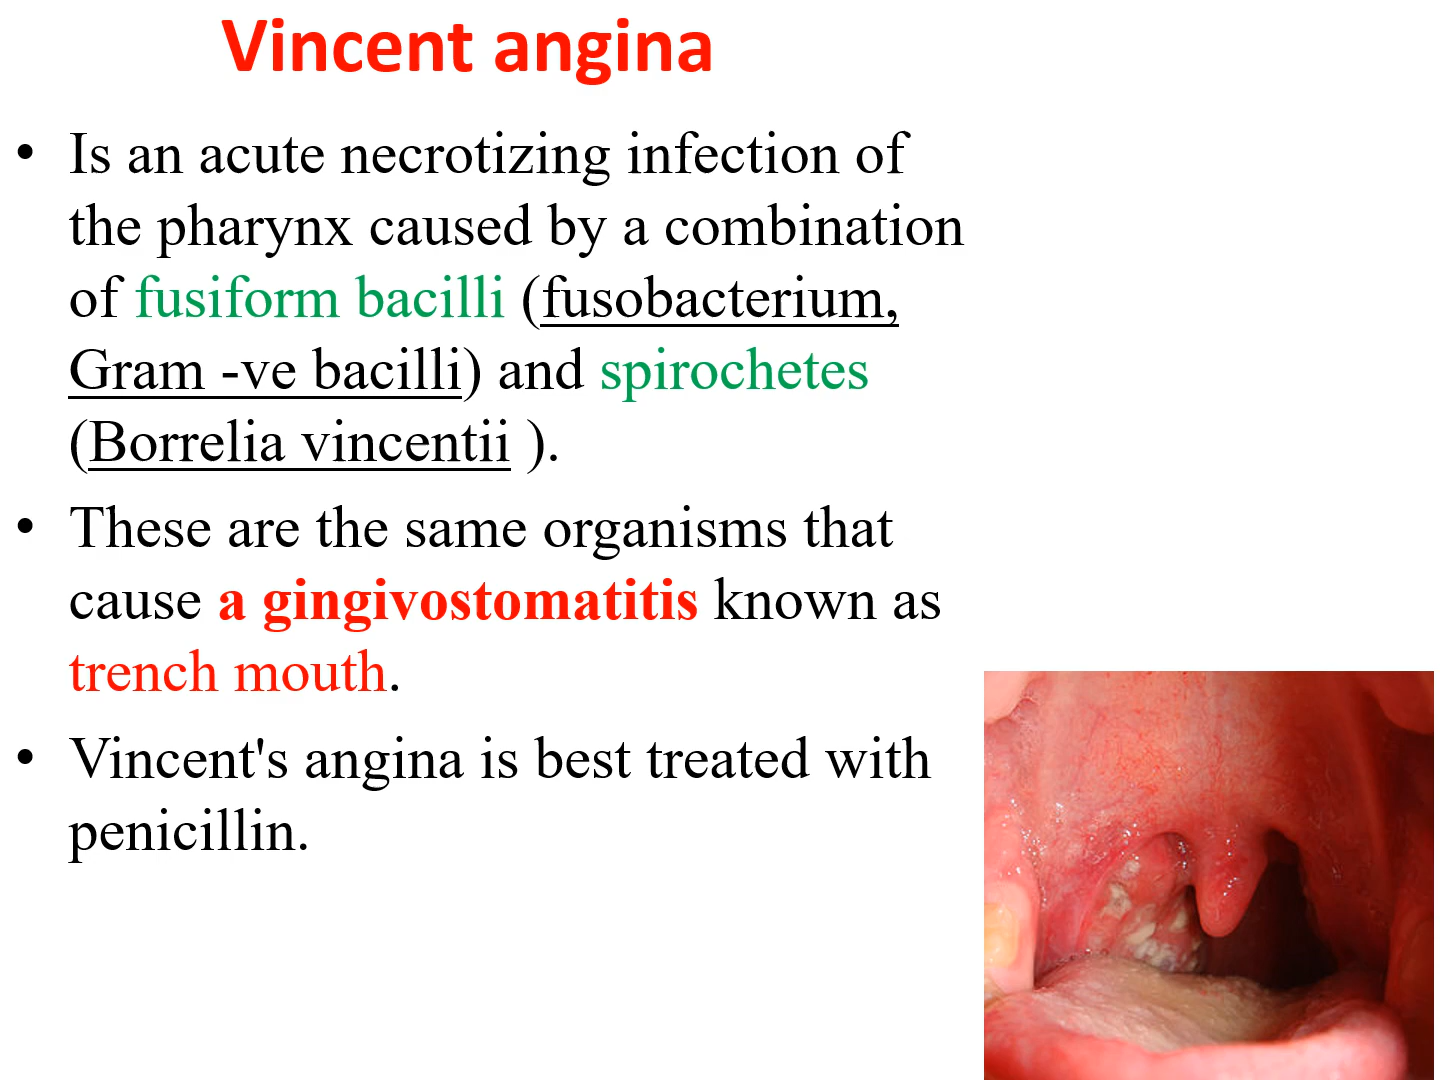 Vincent angina
• Is an acute necrotizing infection of
the pharynx caused by a combination
of fusiform bacilli (fusobacterium,
Gram -ve bacilli) and spirochetes
(Borrelia vincentii ).
• These are the same organisms that
cause a gingivostomatitis known as
trench mouth.
• Vincent's angina is best treated with
penicillin.